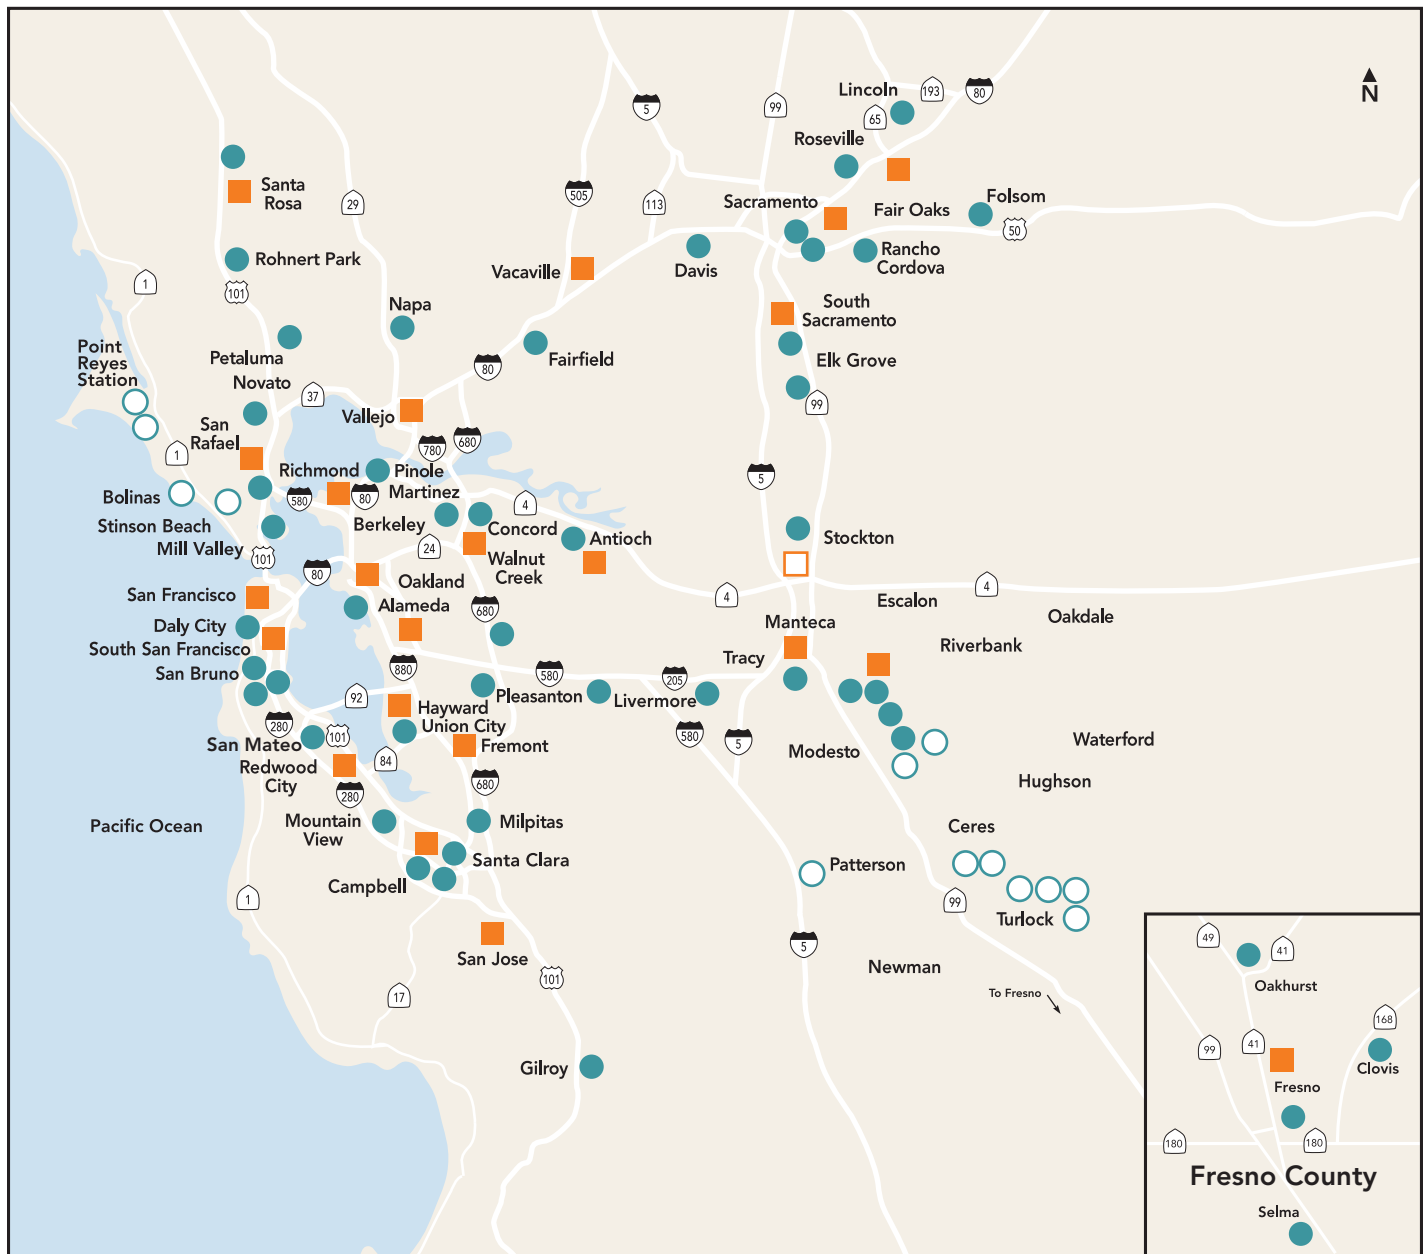 Lincoln
193
80
N
5
99
65
Roseville
Santa
Rosa
505
29
113
Sacramento
Fair Oaks
Folsom
50
Rohnert Park
Vacaville
Davis
Rancho
Cordova
1
101
Napa
South
Sacramento
Point
Reyes
Station
Petaluma
Fairfield
Elk Grove
80
Novato
37
99
Vallejo
San
Rafael
780
680
1
Richmond
Pinole
5
Bolinas
580
80
Martinez
4
Stinson Beach
Berkeley
Concord
Antioch
Stockton
Mill Valley
101
24
Walnut
Creek
80
Oakland
San Francisco
4
Escalon
4
Alameda
680
Oakdale
Daly City
Manteca
South San Francisco
Riverbank
Tracy
San Bruno
880
580
205
92
Pleasanton
Livermore
Hayward
280
Union City
101
580
5
San Mateo
Fremont
Modesto
Waterford
84
Redwood
City
680
Hughson
280
Mountain
View
Milpitas
Pacific Ocean
Ceres
Santa Clara
Patterson
Campbell
1
99
Turlock
San Jose
5
Newman
101
17
To Fresno
Gilroy
49
41
Oakhurst
168
99
41
Clovis
Fresno
180
180
Fresno County
Selma